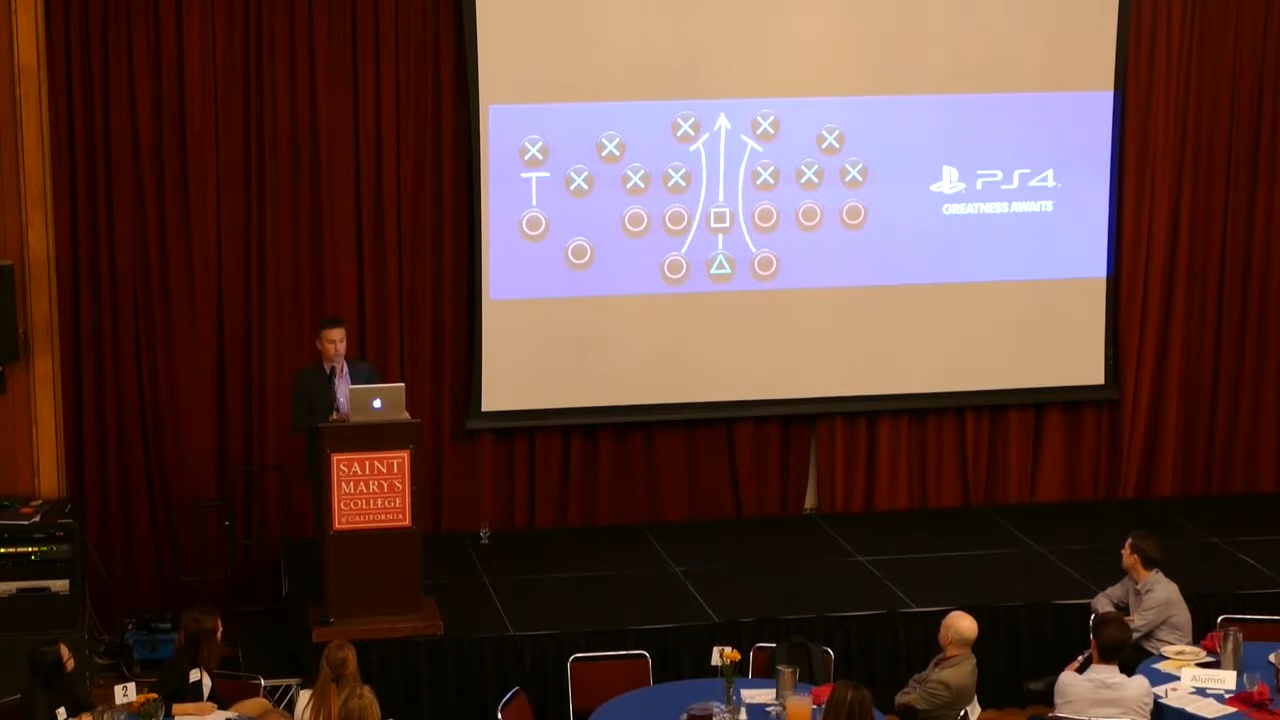 PS4
GREATNESS AWAITS
SAINT
MARY'S
COLLEGE
of CALIFORNIA
2
Alumni